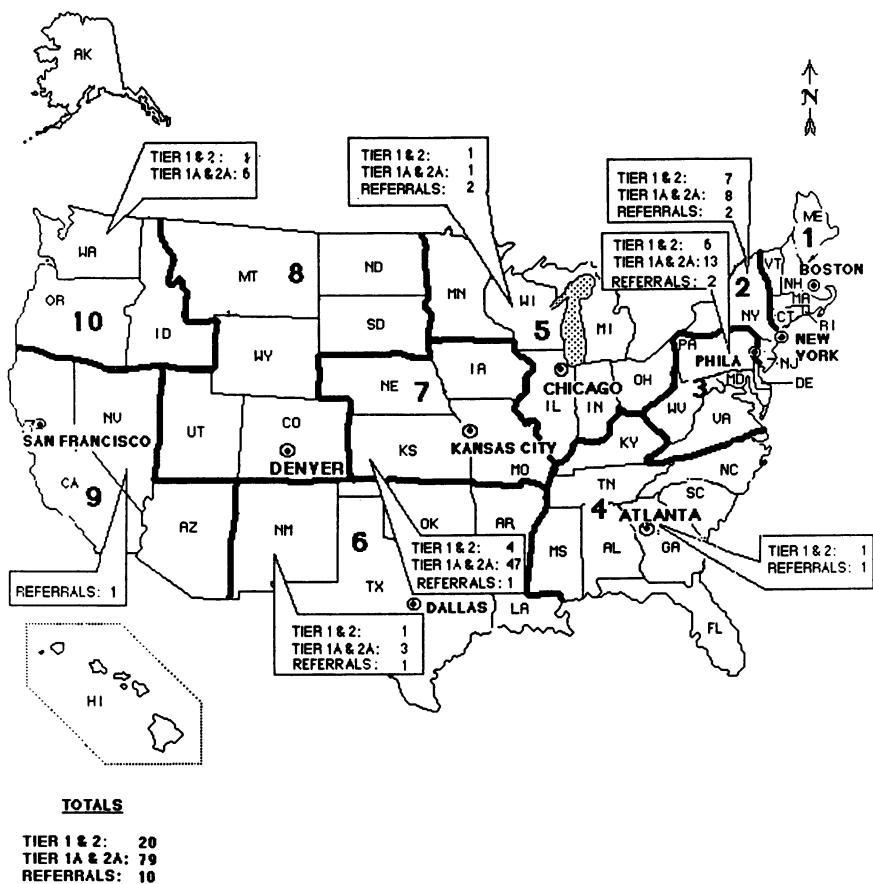 AK
N
TIER 1 & 2:
TIER 1A & 2A: 6
TIER 1 & 2: 1
TIER 1A & 2A: 1
REFERRALS: 2
TIER 1 & 2: 7
TIER 1A & 2A: 8
REFERRALS: 2
TIER 1 & 2: 6
TIER 1A & 2A: 13
REFERRALS: 2
ME
1
WA
MT
8
ND
MN
WI
VT
BOSTON
NH
MA
2
NY
CT
RI
OR
10
ID
SD
5
MI
NEW
YORK
WY
IA
PA
PHILA
NJ
NE
7
CHICAGO
OH
MD
DE
3
NV
IL
IN
WV
VA
SAN FRANCISCO
UT
CO
KS
KANSAS CITY
KY
DENVER
MO
CA
9
TN
NC
AZ
NM
OK
AR
SC
4
ATLANTA
6
TX
MS
AL
GA
TIER 1 & 2: 4
TIER 1A & 2A: 47
REFERRALS: 1
TIER 1 & 2: 1
REFERRALS: 1
REFERRALS: 1
DALLAS
LA
FL
TIER 1 & 2: 1
TIER 1A & 2A: 3
REFERRALS: 1
HI
TOTALS
TIER 1 & 2: 20
TIER 1A & 2A: 79
REFERRALS: 10